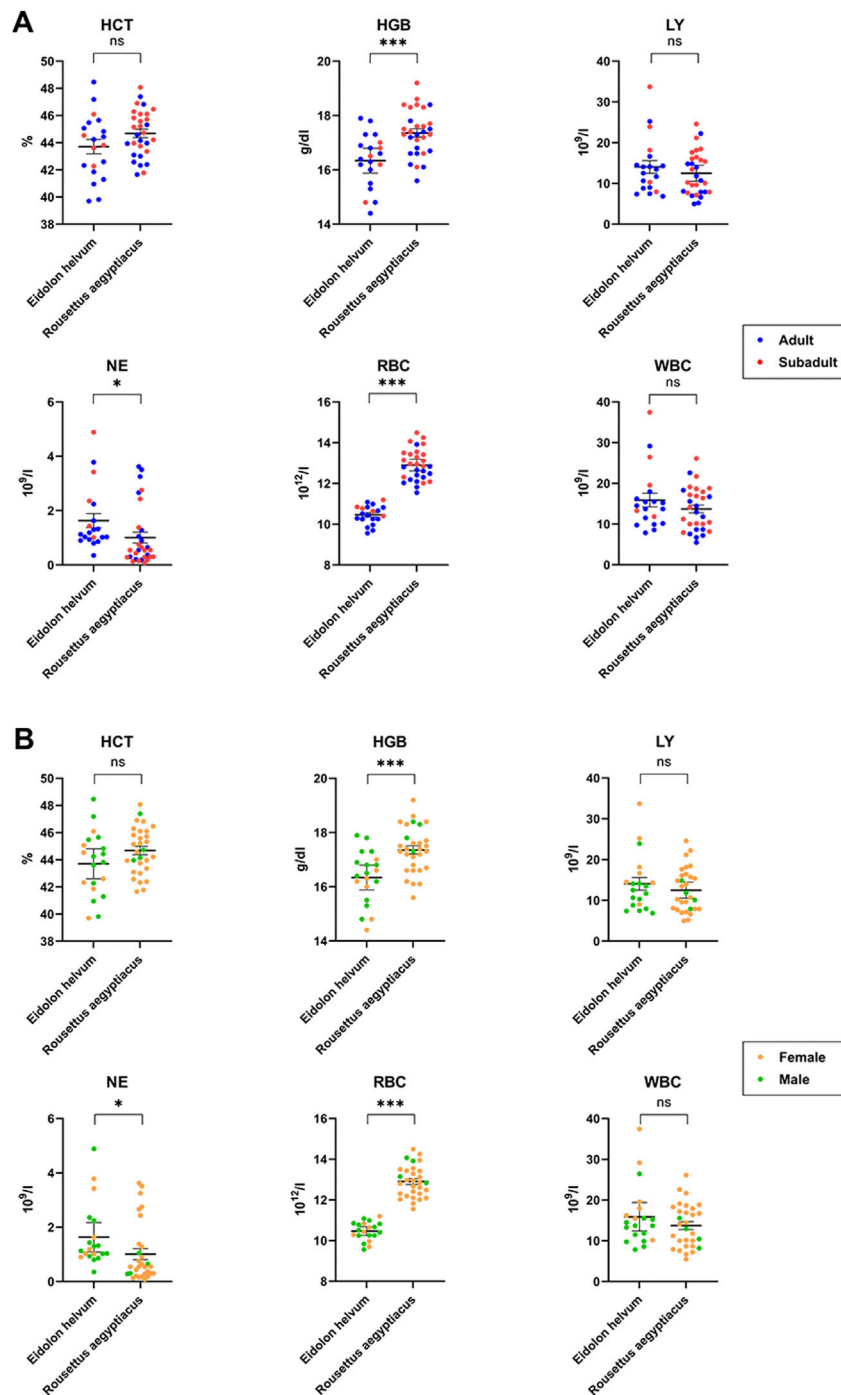 A
HCT
ns
50
48
46
44
42
40
38
%
Eidolon helvum
Rousettus aegyptiacus
HGB
***
20
18
16
14
g/dl
Eidolon helvum
Rousettus aegyptiacus
LY
ns
40
30
20
10
0
10⁹/l
Eidolon helvum
Rousettus aegyptiacus
Adult
Subadult
NE
*
6
4
2
0
10⁹/l
Eidolon helvum
Rousettus aegyptiacus
RBC
***
16
14
12
10
8
10¹²/l
Eidolon helvum
Rousettus aegyptiacus
WBC
ns
40
30
20
10
0
10⁹/l
Eidolon helvum
Rousettus aegyptiacus
B
HCT
ns
50
48
46
44
42
40
38
%
Eidolon helvum
Rousettus aegyptiacus
HGB
***
20
18
16
14
g/dl
Eidolon helvum
Rousettus aegyptiacus
LY
ns
40
30
20
10
0
10⁹/l
Eidolon helvum
Rousettus aegyptiacus
Female
Male
NE
*
6
4
2
0
10⁹/l
Eidolon helvum
Rousettus aegyptiacus
RBC
***
16
14
12
10
8
10¹²/l
Eidolon helvum
Rousettus aegyptiacus
WBC
ns
40
30
20
10
0
10⁹/l
Eidolon helvum
Rousettus aegyptiacus